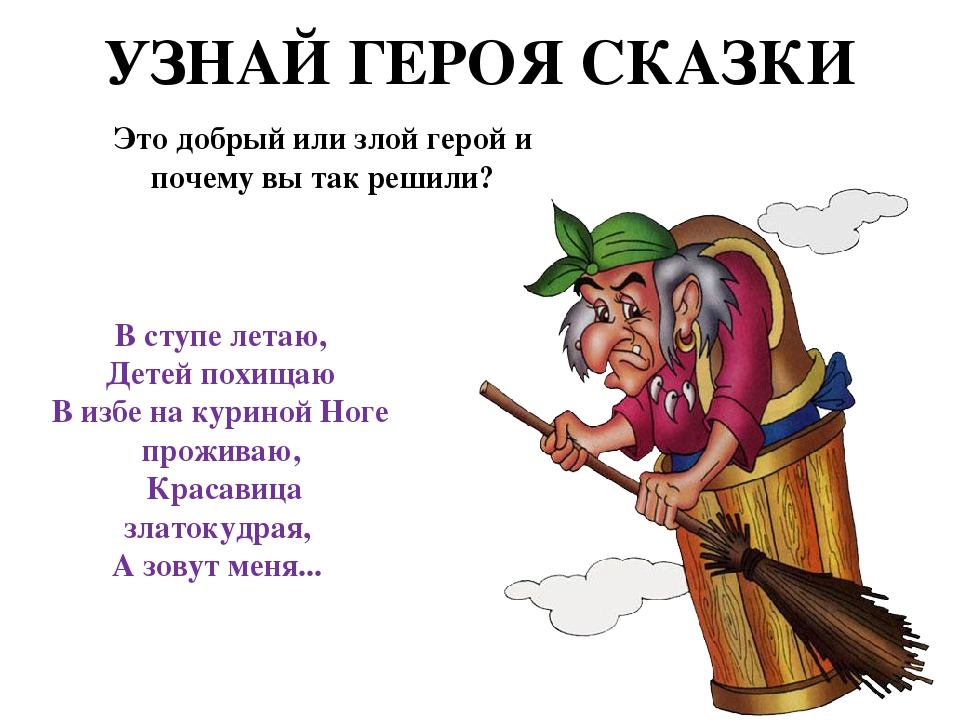 УЗНАЙ ГЕРОЯ СКАЗКИ
Это добрый или злой герой и
почему вы так решили?
В ступе летаю,
Детей похищаю
В избе на куриной Ноге
проживаю,
Красавица
златокудрая,
А зовут меня...